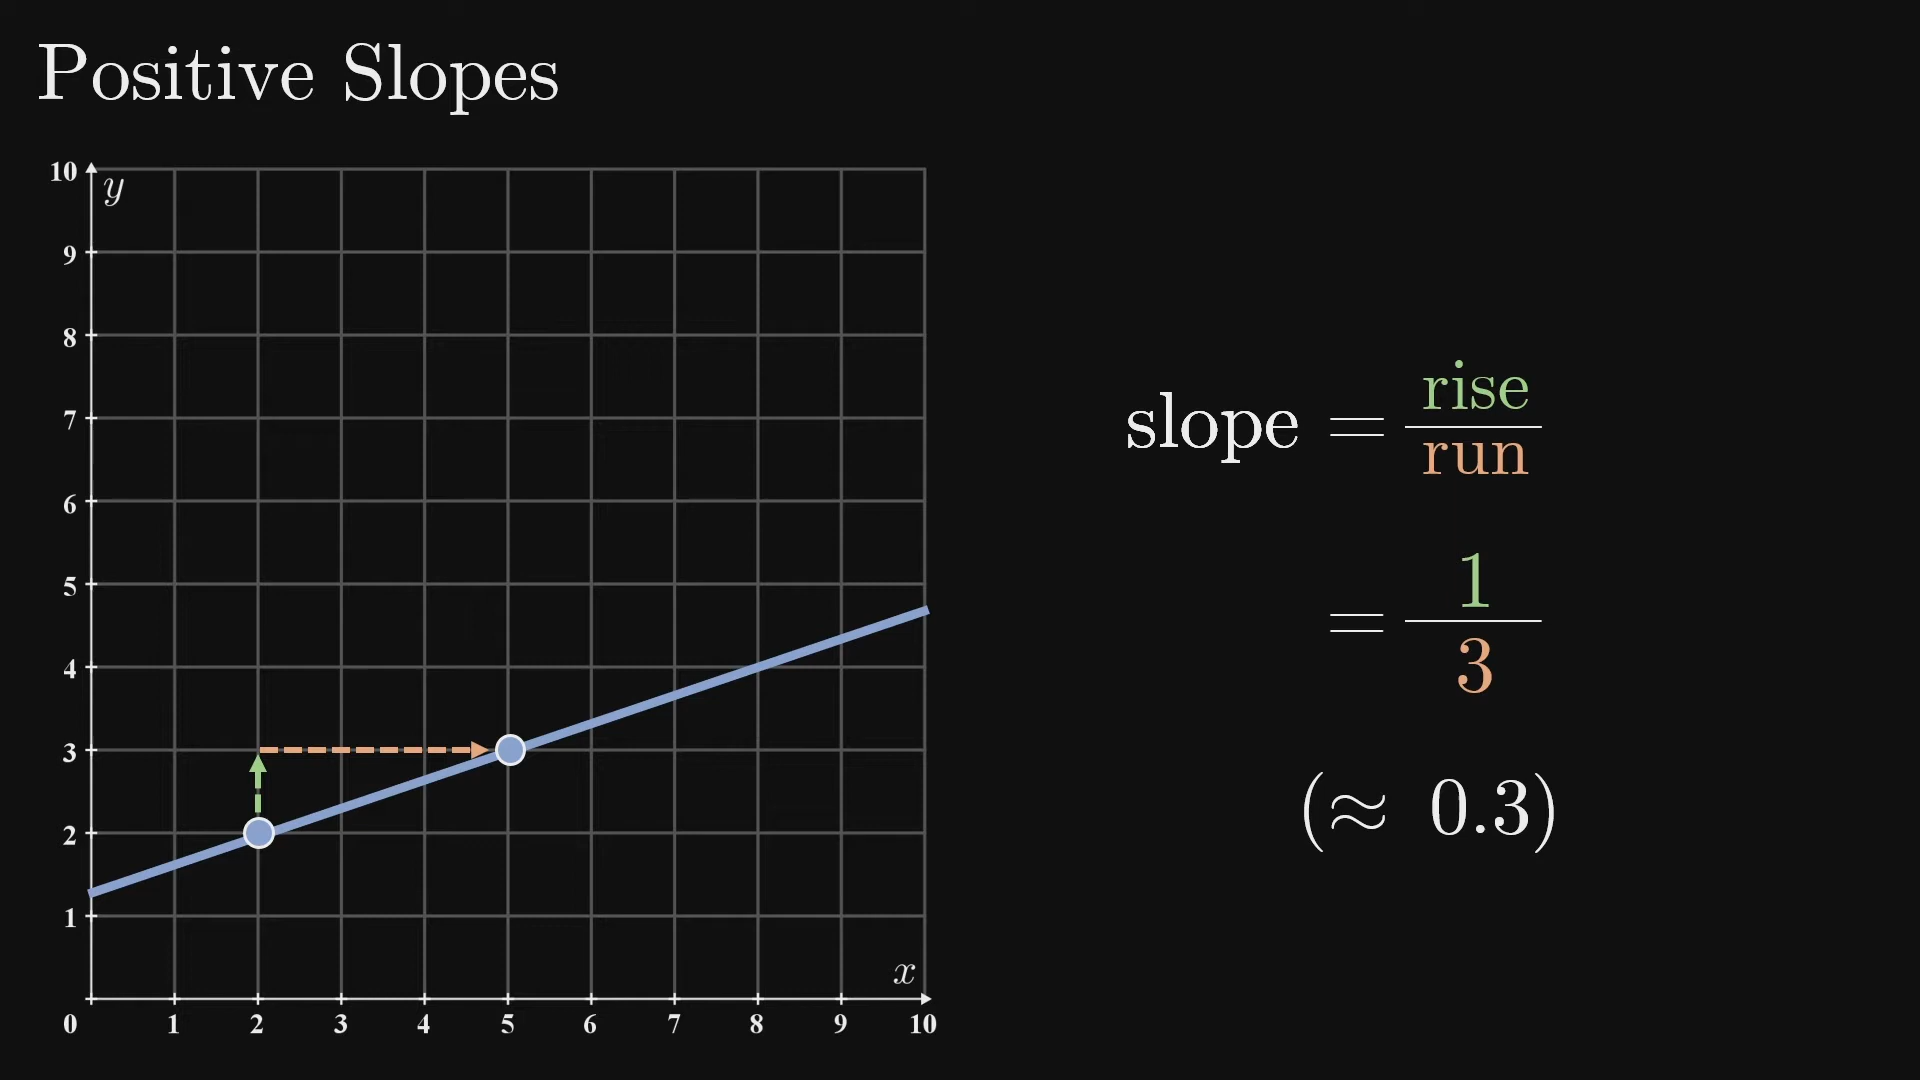 Positive Slopes
10
y
9
8
7
6
5
4
3
2
1
x
0 1 2 3 4 5 6 7 8 9 10
slope = rise / run
= 1 / 3
(≈ 0.3)